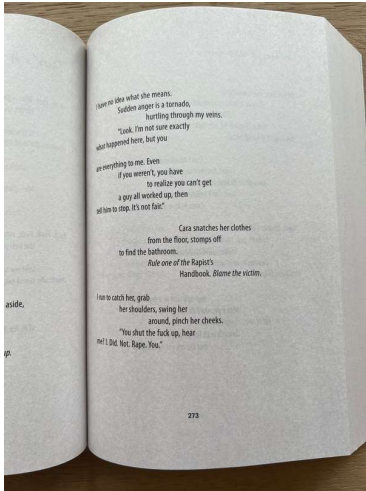 aside,
up.
I have no idea what she means.
Sudden anger is a tornado,
hurtling through my veins.
"Look. I'm not sure exactly
what happened here, but you
are everything to me. Even
if you weren't, you have
to realize you can't get
a guy all worked up, then
tell him to stop. It's not fair."
Cara snatches her clothes
from the floor, stomps off
to find the bathroom.
Rule one of the Rapist's
Handbook. Blame the victim.
I run to catch her, grab
her shoulders, swing her
around, pinch her cheeks.
"You shut the fuck up, hear
me? I. Did. Not. Rape. You."
273